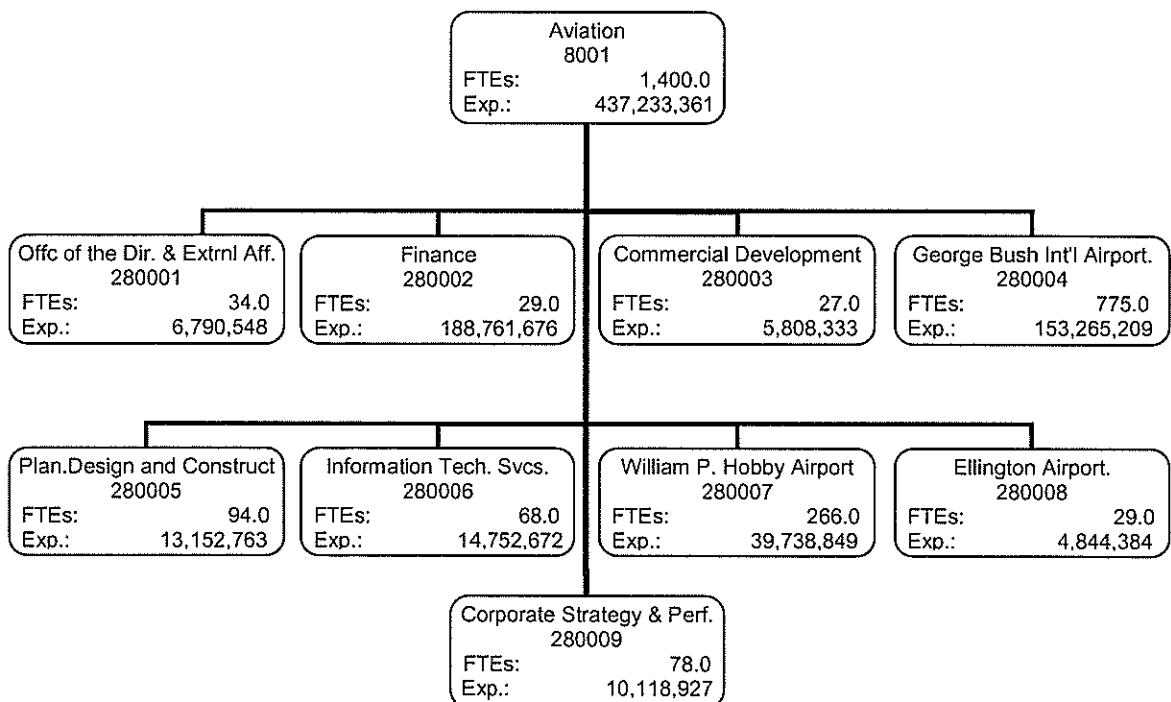 Aviation
8001
FTEs: 1,400.0
Exp.: 437,233,361
Offc of the Dir. & Extrnl Aff.
280001
FTEs: 34.0
Exp.: 6,790,548
Finance
280002
FTEs: 29.0
Exp.: 188,761,676
Commercial Development
280003
FTEs: 27.0
Exp.: 5,808,333
George Bush Int'l Airport.
280004
FTEs: 775.0
Exp.: 153,265,209
Plan.Design and Construct
280005
FTEs: 94.0
Exp.: 13,152,763
Information Tech. Svcs.
280006
FTEs: 68.0
Exp.: 14,752,672
William P. Hobby Airport
280007
FTEs: 266.0
Exp.: 39,738,849
Ellington Airport.
280008
FTEs: 29.0
Exp.: 4,844,384
Corporate Strategy & Perf.
280009
FTEs: 78.0
Exp.: 10,118,927